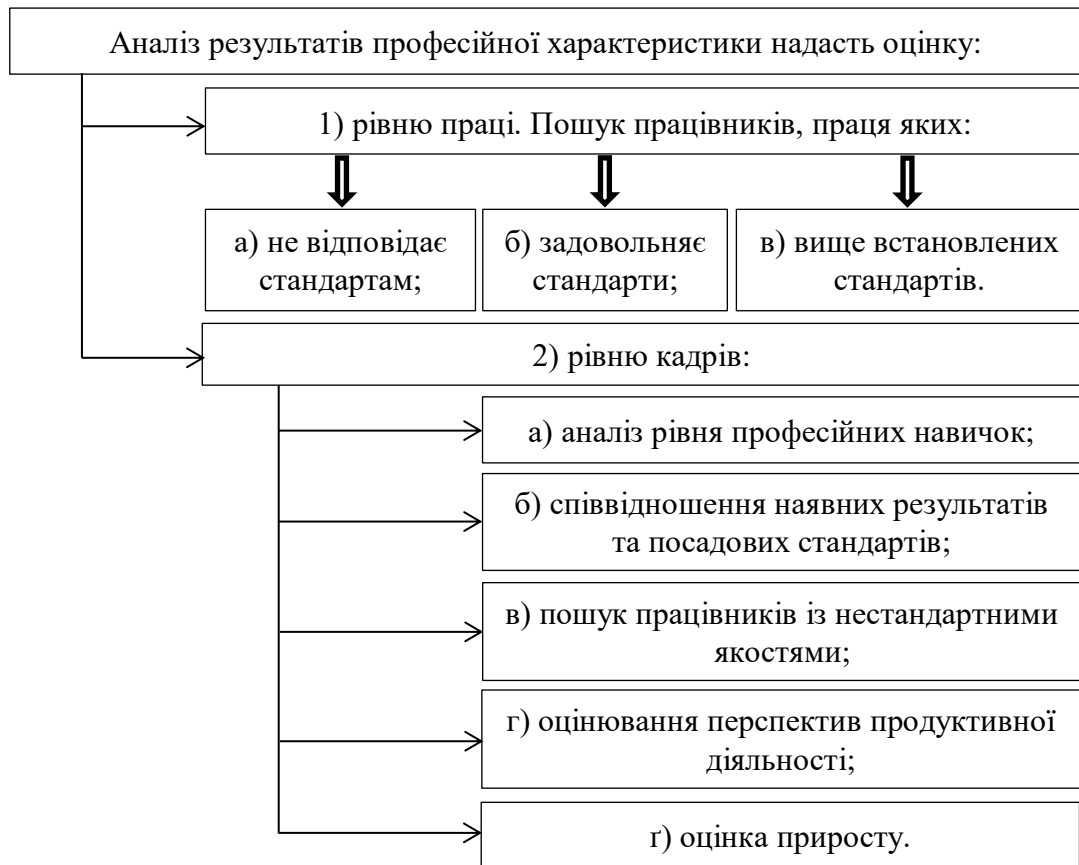 Аналіз результатів професійної характеристики надасть оцінку:
1) рівню праці. Пошук працівників, праця яких:
а) не відповідає
стандартам;
б) задовольняє
стандарти;
в) вище встановлених
стандартів.
2) рівню кадрів:
а) аналіз рівня професійних навичок;
б) співвідношення наявних результатів
та посадових стандартів;
в) пошук працівників із нестандартними
якостями;
г) оцінювання перспектив продуктивної
діяльності;
ґ) оцінка приросту.